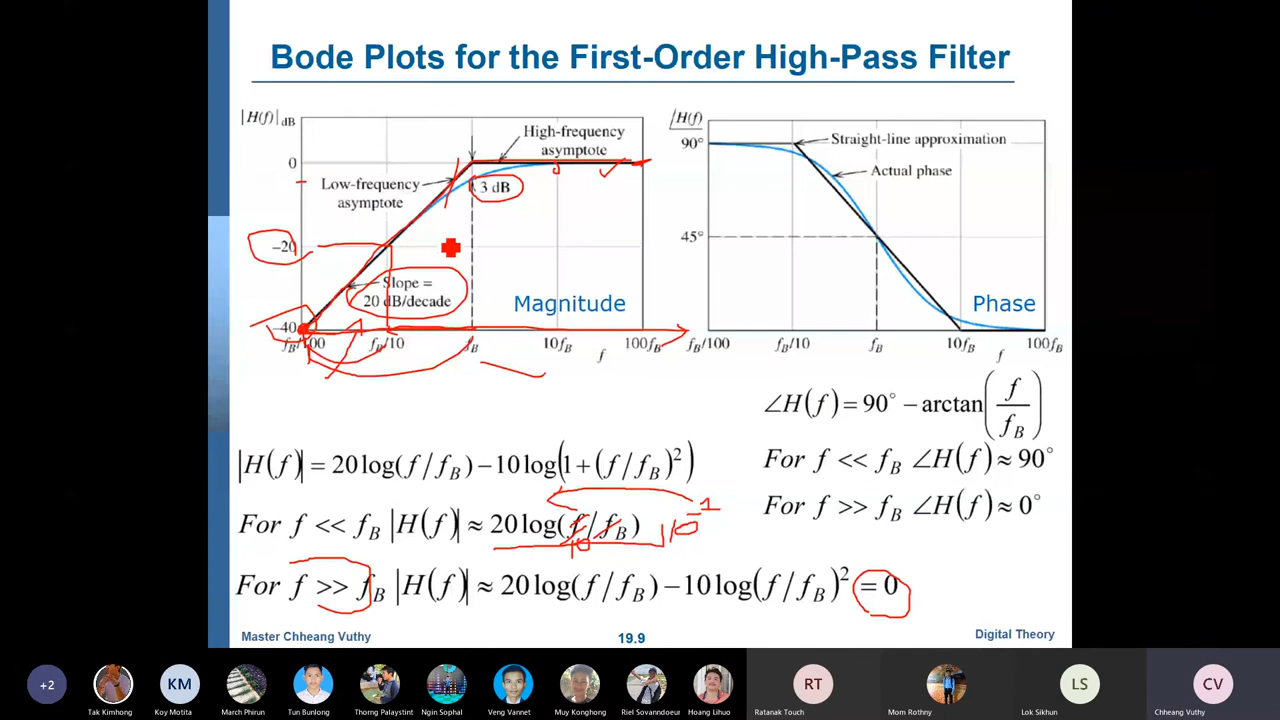 Bode Plots for the First-Order High-Pass Filter
|H(f)| dB
0
-20
-40
High-frequency
asymptote
Low-frequency
asymptote
3 dB
Slope =
20 dB/decade
Magnitude
fB/100 fB/10 fB 10fB 100fB
f
/H(f)
90°
45°
Straight-line approximation
Actual phase
Phase
fB/100 fB/10 fB 10fB 100fB
f
∠H(f) = 90° − arctan(f/fB)
|H(f)| = 20log(f/fB) − 10log(1 + (f/fB)²)
For f << fB ∠H(f) ≈ 90°
For f << fB |H(f)| ≈ 20log(f/fB) 10⁻¹
10
For f >> fB ∠H(f) ≈ 0°
For f >> fB |H(f)| ≈ 20log(f/fB) − 10log(f/fB)² = 0
Master Chheang Vuthy 19.9 Digital Theory
+2 KM RT LS CV
Tak Kimhong Koy Motita March Phirun Tun Bunlong Thorng Palaystint Ngin Sophal Veng Vannet Muy Konghong Riel Sovanndoeur Hoang Lihuo Ratanak Touch Mom Rothny Lok Sikhun Chheang Vuthy